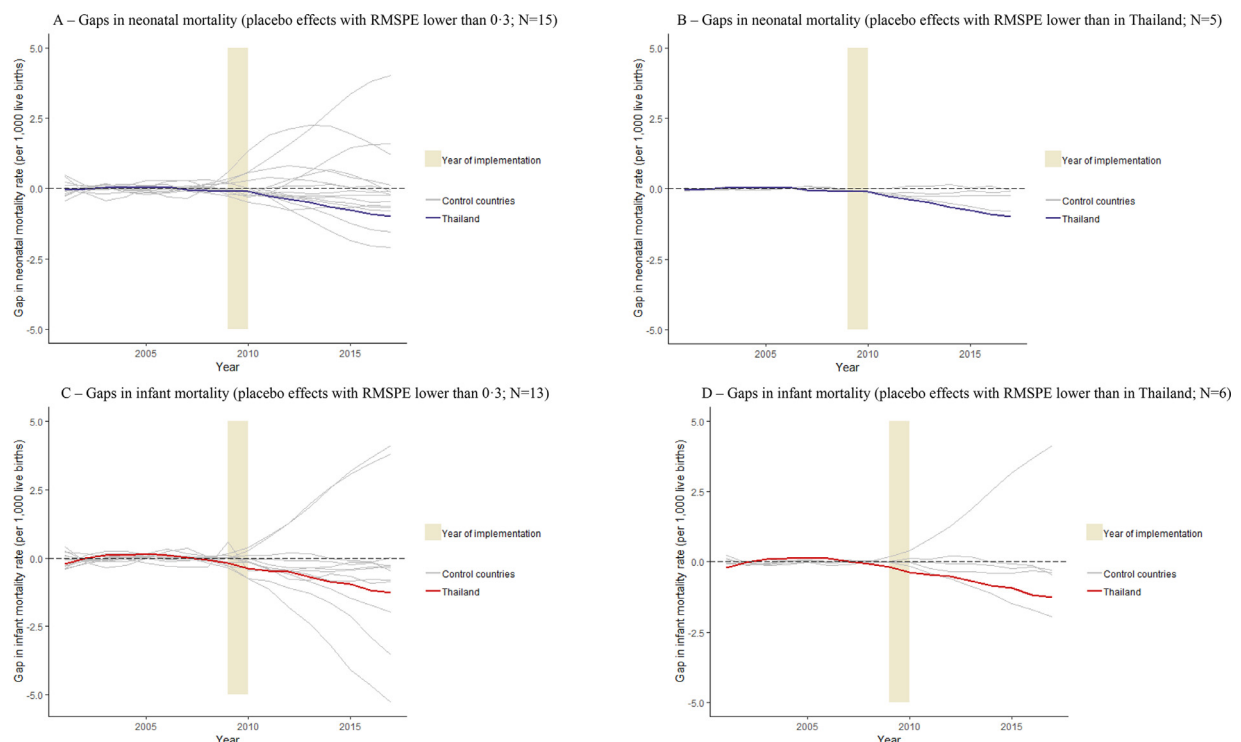 A – Gaps in neonatal mortality (placebo effects with RMSPE lower than 0·3; N=15)
5.0
2.5
0.0
-2.5
-5.0
Gap in neonatal mortality rate (per 1,000 live births)
2005
2010
2015
Year
Year of implementation
Control countries
Thailand
B – Gaps in neonatal mortality (placebo effects with RMSPE lower than in Thailand; N=5)
5.0
2.5
0.0
-2.5
-5.0
Gap in neonatal mortality rate (per 1,000 live births)
2005
2010
2015
Year
Year of implementation
Control countries
Thailand
C – Gaps in infant mortality (placebo effects with RMSPE lower than 0·3; N=13)
5.0
2.5
0.0
-2.5
-5.0
Gap in infant mortality rate (per 1,000 live births)
2005
2010
2015
Year
Year of implementation
Control countries
Thailand
D – Gaps in infant mortality (placebo effects with RMSPE lower than in Thailand; N=6)
5.0
2.5
0.0
-2.5
-5.0
Gap in infant mortality rate (per 1,000 live births)
2005
2010
2015
Year
Year of implementation
Control countries
Thailand